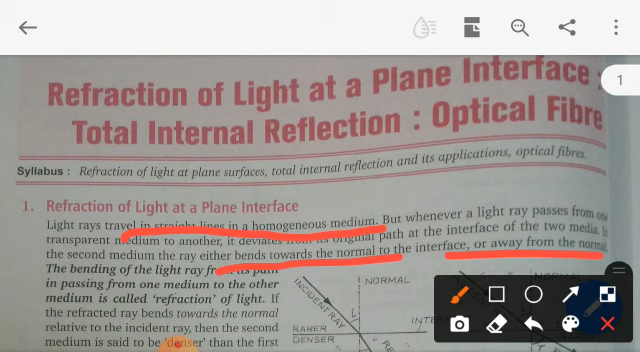 1
Refraction of Light at a Plane Interface :
Total Internal Reflection : Optical Fibre
Syllabus : Refraction of light at plane surfaces, total internal reflection and its applications, optical fibres.
1. Refraction of Light at a Plane Interface
Light rays travel in straight lines in a homogeneous medium. But whenever a light ray passes from one
transparent medium to another, it deviates from its original path at the interface of the two media. In
the second medium the ray either bends towards the normal to the interface, or away from the normal
The bending of the light ray from its path
in passing from one medium to the other
medium is called 'refraction' of light. If
the refracted ray bends towards the normal
relative to the incident ray, then the second
medium is said to be 'denser' than the first
NORMAL
INCIDENT RAY
RARER
DENSER